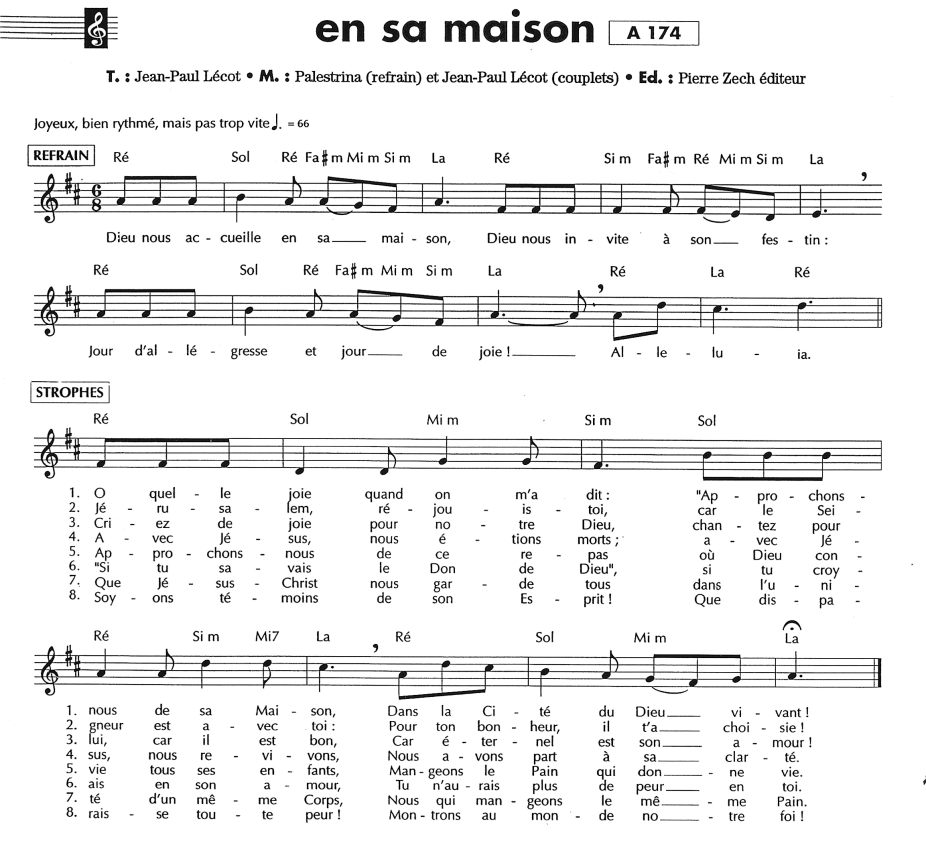 en sa maison A 174
T. : Jean-Paul Lécot • M. : Palestrina (refrain) et Jean-Paul Lécot (couplets) • Ed. : Pierre Zech éditeur
Joyeux, bien rythmé, mais pas trop vite ♩. = 66
REFRAIN Ré Sol Ré Fa♯m Mi m Si m La Ré Si m Fa♯ m Ré Mi m Si m La
6
8
Dieu nous ac - cueille en sa____ mai - son, Dieu nous in - vite à son____ fes - tin :
Ré Sol Ré Fa♯ m Mi m Si m La Ré La Ré
Jour d'al - lé - gresse et jour____ de joie !____ Al - le - lu - ia.
STROPHES
Ré Sol Mi m Si m Sol
1. O quel - le joie quand on m'a dit : "Ap - pro - chons -
2. Jé - ru - sa - lem, ré - jou - is - toi, car le Sei -
3. Cri - ez de joie pour no - tre Dieu, chan - tez pour
4. A - vec Jé - sus, nous é - tions morts ; a - vec Jé -
5. Ap - pro - chons - nous de ce re - pas où Dieu con -
6. "Si tu sa - vais le Don de Dieu", si tu croy -
7. Que Jé - sus - Christ nous gar - de tous dans l'u - ni -
8. Soy - ons té - moins de son Es - prit ! Que dis - pa -
Ré Si m Mi7 La Ré Sol Mi m La
1. nous de sa Mai - son, Dans la Ci - té du Dieu____ vi - vant !
2. gneur est a - vec toi : Pour ton bon - heur, il t'a____ choi - sie !
3. lui, car il est bon, Car é - ter - nel est son____ a - mour !
4. sus, nous re - vi - vons, Nous a - vons part à sa____ clar - té.
5. vie tous ses en - fants, Man - geons le Pain qui don____ - ne vie.
6. ais en son a - mour, Tu n'au - rais plus de peur____ en toi.
7. té d'un mê - me Corps, Nous qui man - geons le mê____ - me Pain.
8. rais - se tou - te peur ! Mon - trons au mon - de no____ - tre foi !